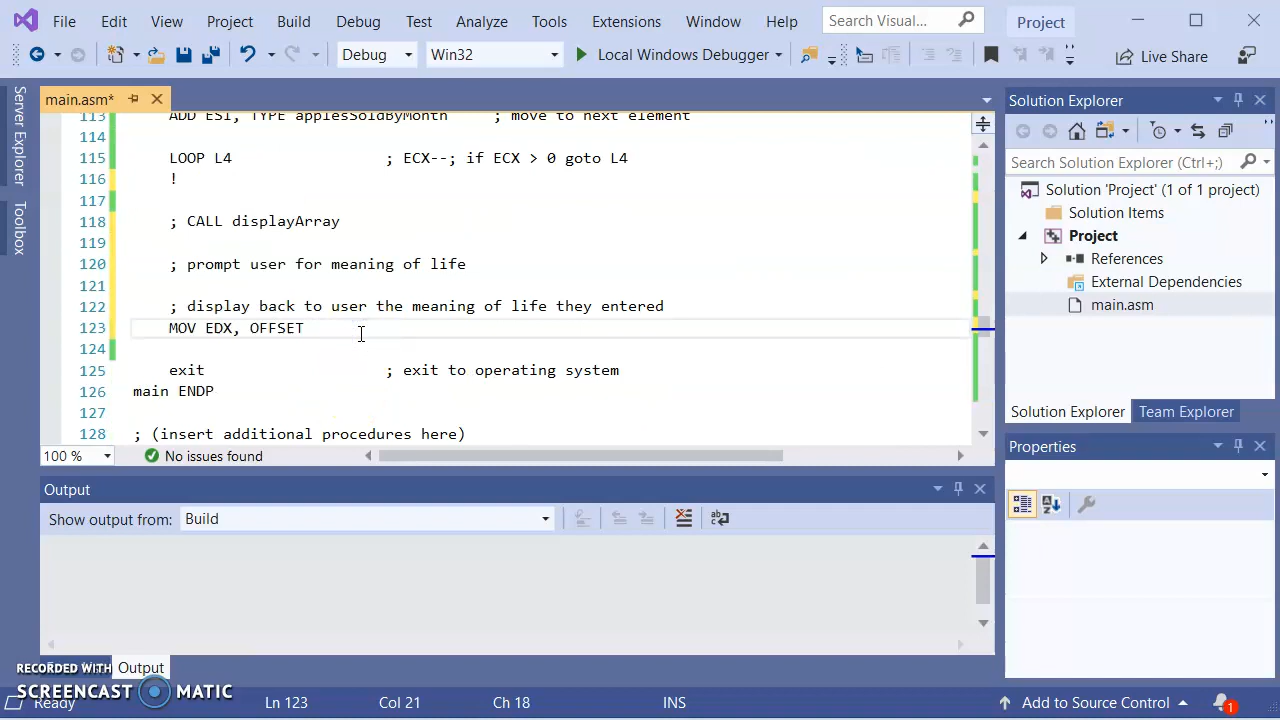 File Edit View Project Build Debug Test Analyze Tools Extensions Window Help Search Visual... Project
Debug Win32 Local Windows Debugger Live Share
Server Explorer
Toolbox
main.asm*
113 ADD ESI, TYPE applesSoldByMonth ; move to next element
114
115 LOOP L4 ; ECX--; if ECX > 0 goto L4
116 !
117
118 ; CALL displayArray
119
120 ; prompt user for meaning of life
121
122 ; display back to user the meaning of life they entered
123 MOV EDX, OFFSET
124
125 exit ; exit to operating system
126 main ENDP
127
128 ; (insert additional procedures here)
100 % No issues found
Output
Show output from: Build
Solution Explorer
Search Solution Explorer (Ctrl+;)
Solution 'Project' (1 of 1 project)
Solution Items
Project
References
External Dependencies
main.asm
Solution Explorer Team Explorer
Properties
RECORDED WITH
SCREENCAST MATIC
Output
Ready Ln 123 Col 21 Ch 18 INS Add to Source Control 1